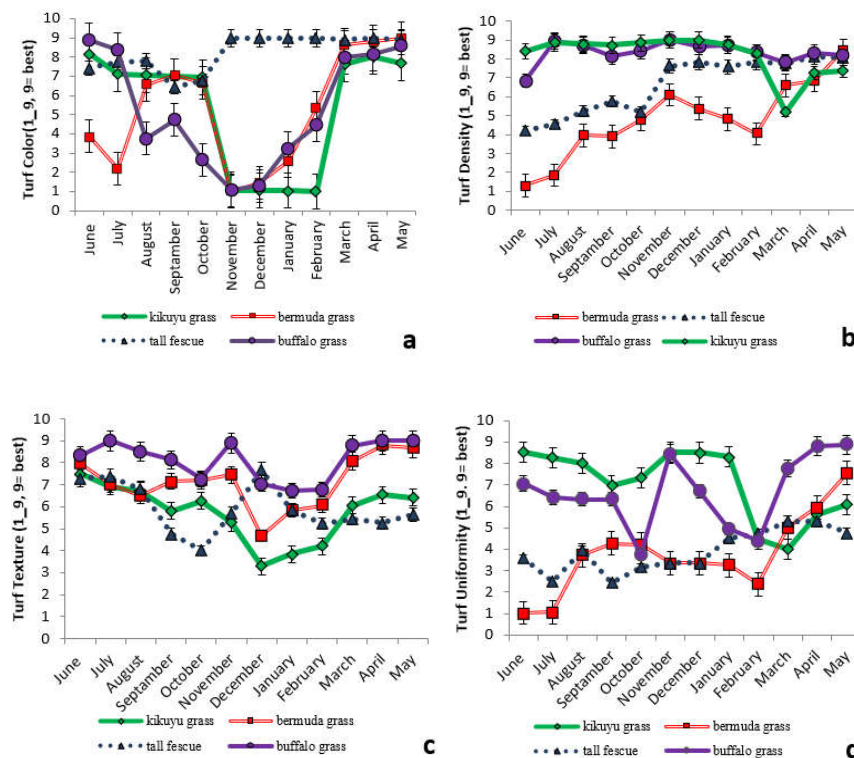 Turf Color(1_9, 9= best)
10
9
8
7
6
5
4
3
2
1
0
June
July
August
September
October
November
December
January
February
March
April
May
kikuyu grass
bermuda grass
tall fescue
buffalo grass
a
Turf Density (1_9, 9= best)
10
9
8
7
6
5
4
3
2
1
0
June
July
August
September
October
November
December
January
February
March
April
May
bermuda grass
tall fescue
buffalo grass
kikuyu grass
b
Turf Texture (1_9, 9= best)
10
9
8
7
6
5
4
3
2
1
0
June
July
August
September
October
November
December
January
February
March
April
May
kikuyu grass
bermuda grass
tall fescue
buffalo grass
c
Turf Uniformity (1_9. 9= best)
10
9
8
7
6
5
4
3
2
1
0
June
July
August
September
October
November
December
January
February
March
April
May
kikuyu grass
bermuda grass
tall fescue
buffalo grass